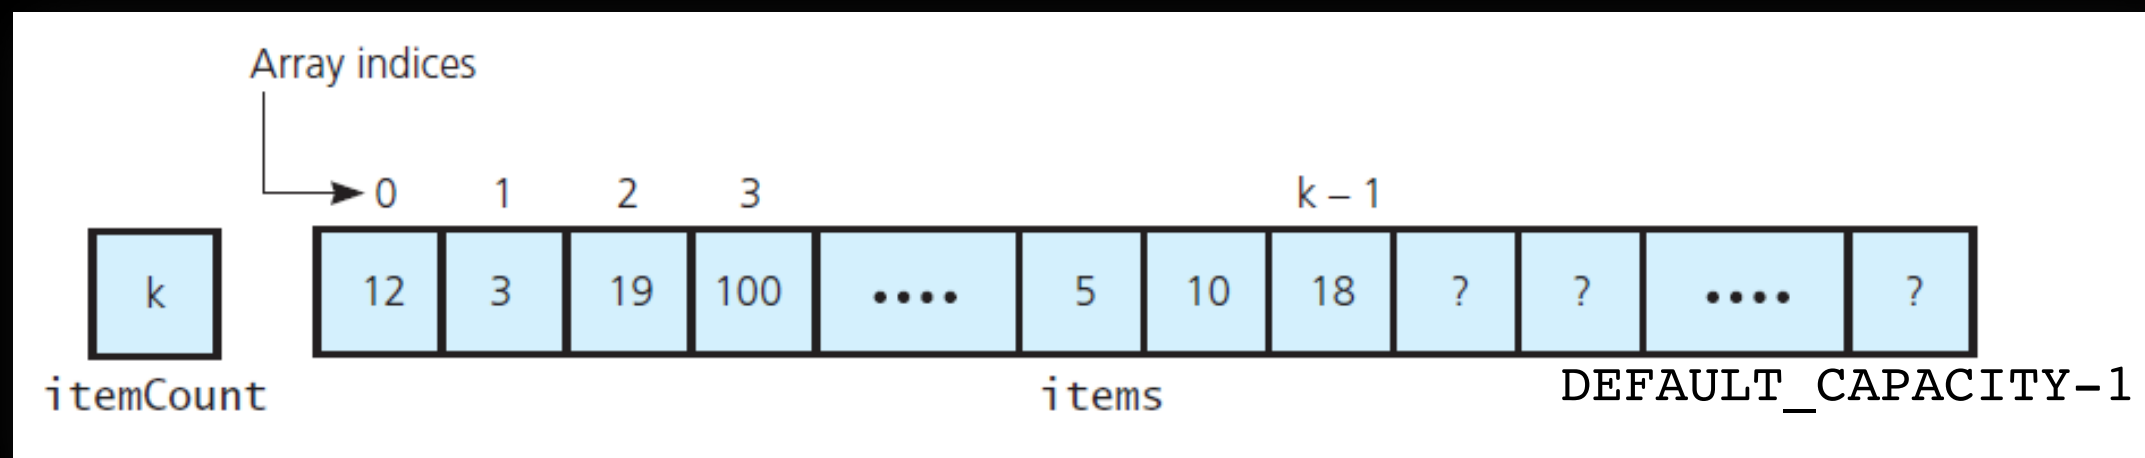 Array indices
0 1 2 3 k – 1
k 12 3 19 100 .... 5 10 18 ? ? .... ?
itemCount items DEFAULT_CAPACITY-1